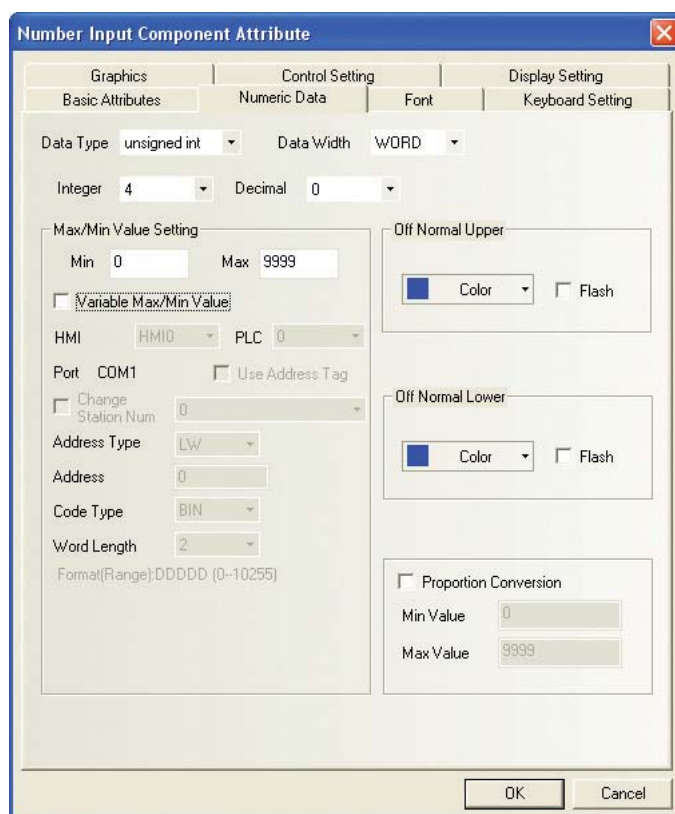 Number Input Component Attribute
Graphics Control Setting Display Setting
Basic Attributes Numeric Data Font Keyboard Setting
Data Type unsigned int Data Width WORD
Integer 4 Decimal 0
Max/Min Value Setting
Min 0 Max 9999
Variable Max/Min Value
HMI HMI0 PLC 0
Port COM1 Use Address Tag
Change
Station Num 0
Address Type LW
Address 0
Code Type BIN
Word Length 2
Format(Range):DDDDD (0--10255)
Off Normal Upper
Color Flash
Off Normal Lower
Color Flash
Proportion Conversion
Min Value 0
Max Value 9999
OK Cancel